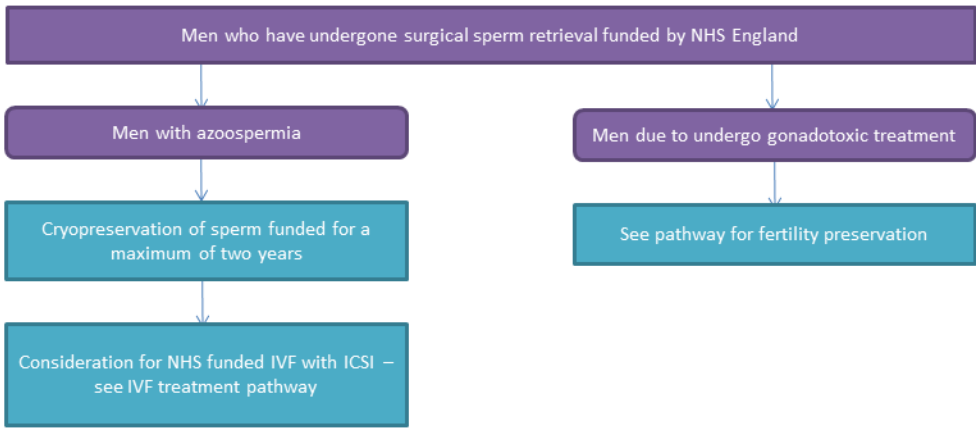 Men who have undergone surgical sperm retrieval funded by NHS England
Men with azoospermia
Men due to undergo gonadotoxic treatment
Cryopreservation of sperm funded for a
maximum of two years
See pathway for fertility preservation
Consideration for NHS funded IVF with ICSI –
see IVF treatment pathway